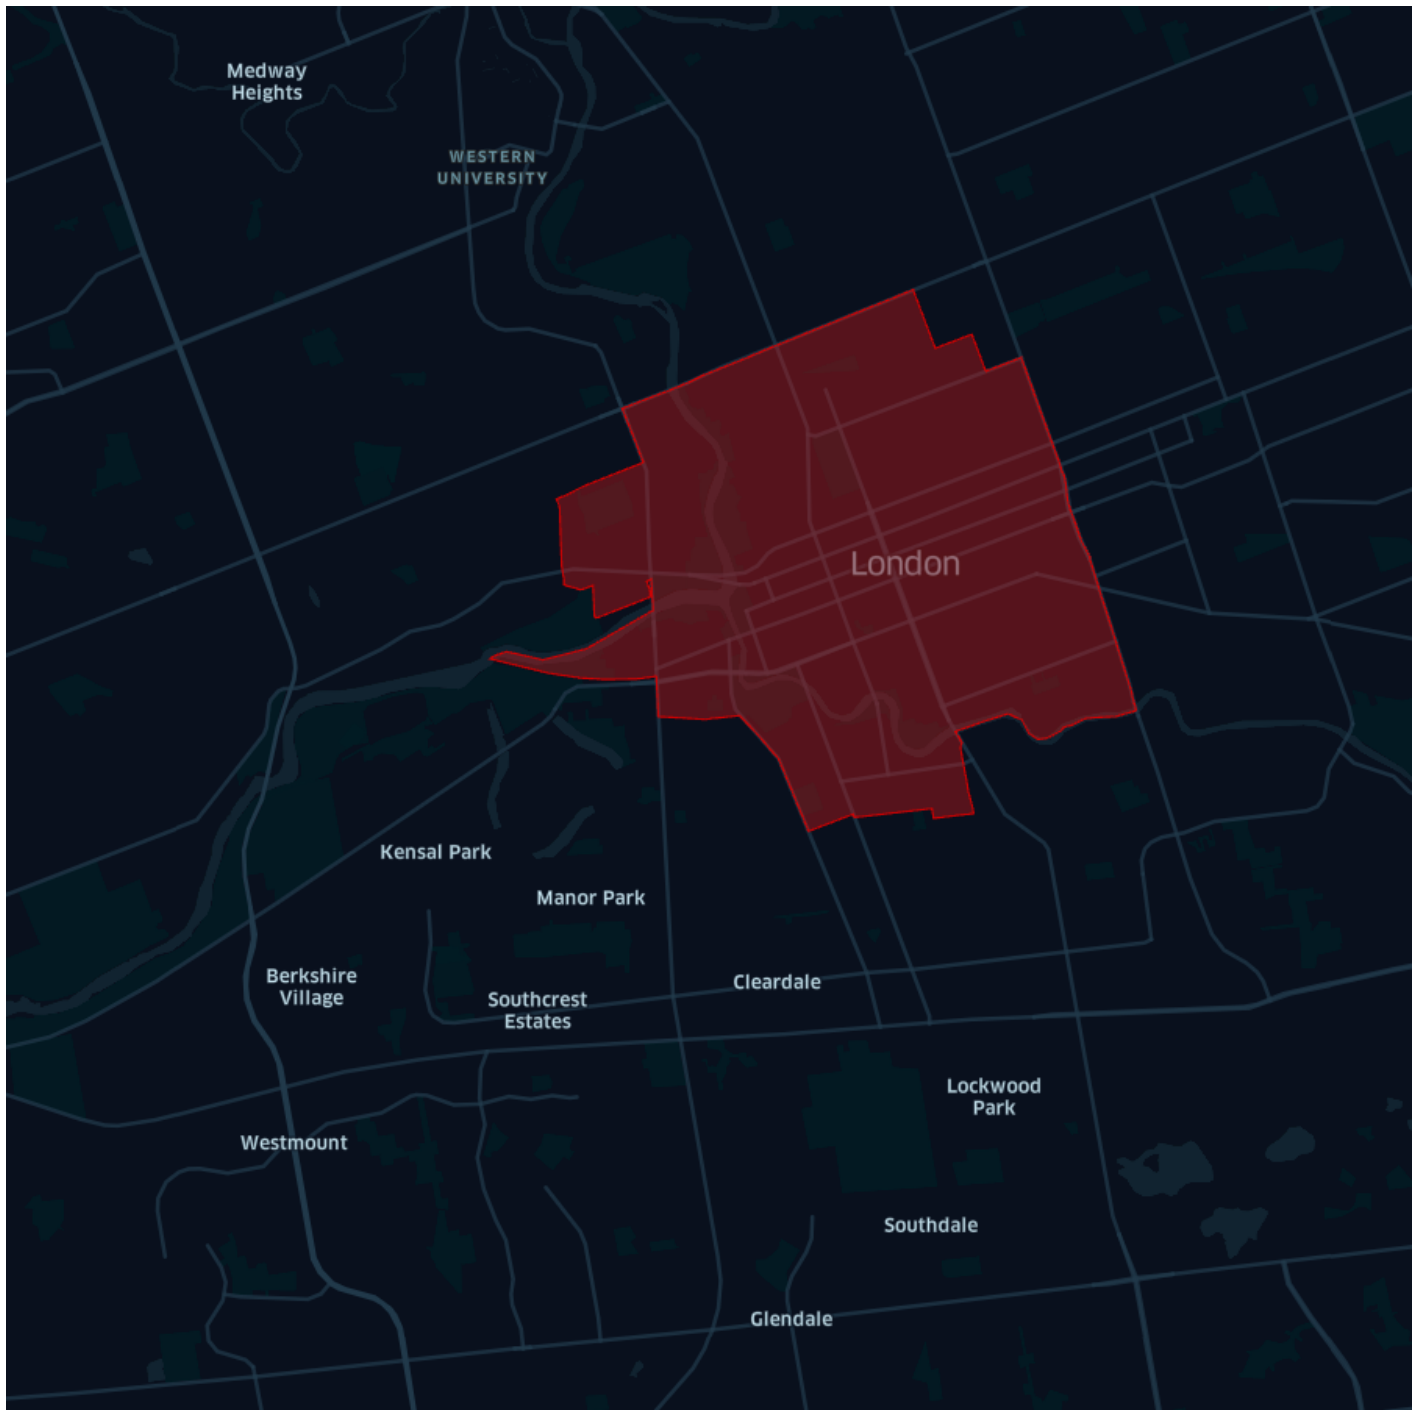 Medway
Heights
WESTERN
UNIVERSITY
London
Kensal Park
Manor Park
Berkshire
Village
Southcrest
Estates
Cleardale
Lockwood
Park
Westmount
Southdale
Glendale